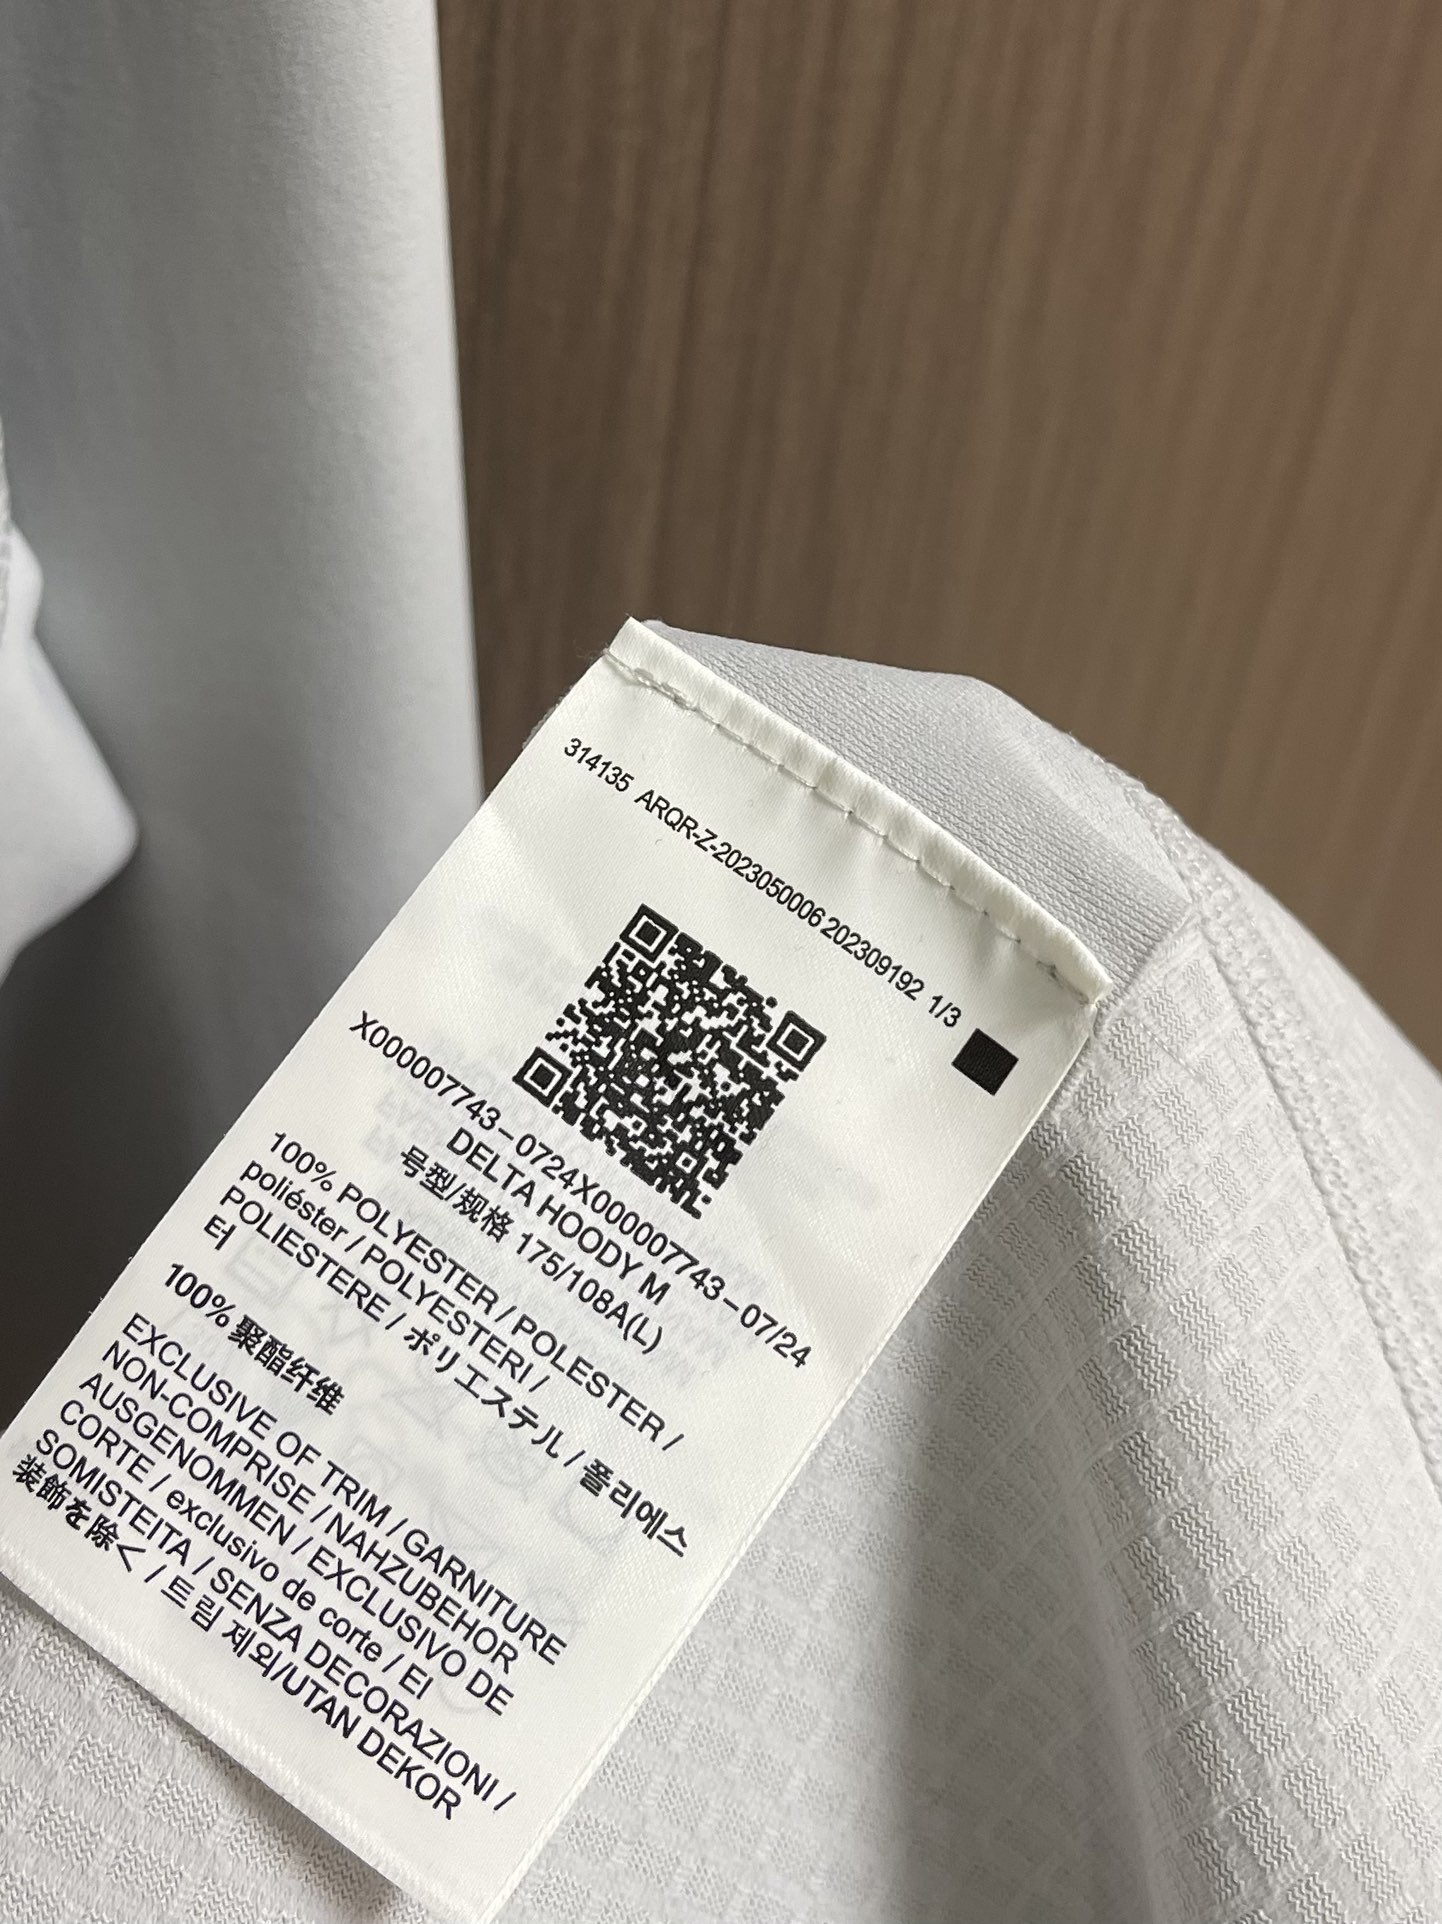 314135 ARQR-Z-2023050006 202309192 1/3
X000007743-0724X000007743-07/24
DELTA HOODY M
号型/规格 175/108A(L)
100% POLYESTER / POLESTER /
poliéster / POLYESTERI /
POLIESTERE / ポリエステル / 폴리에스
터
100% 聚酯纤维
EXCLUSIVE OF TRIM / GARNITURE
NON-COMPRISE / NAHZUBEHOR
AUSGENOMMEN / EXCLUSIVO DE
CORTE / exclusivo de corte / EI
SOMISTEITA / SENZA DECORAZIONI /
装飾を除く / 트림 제외/UTAN DEKOR